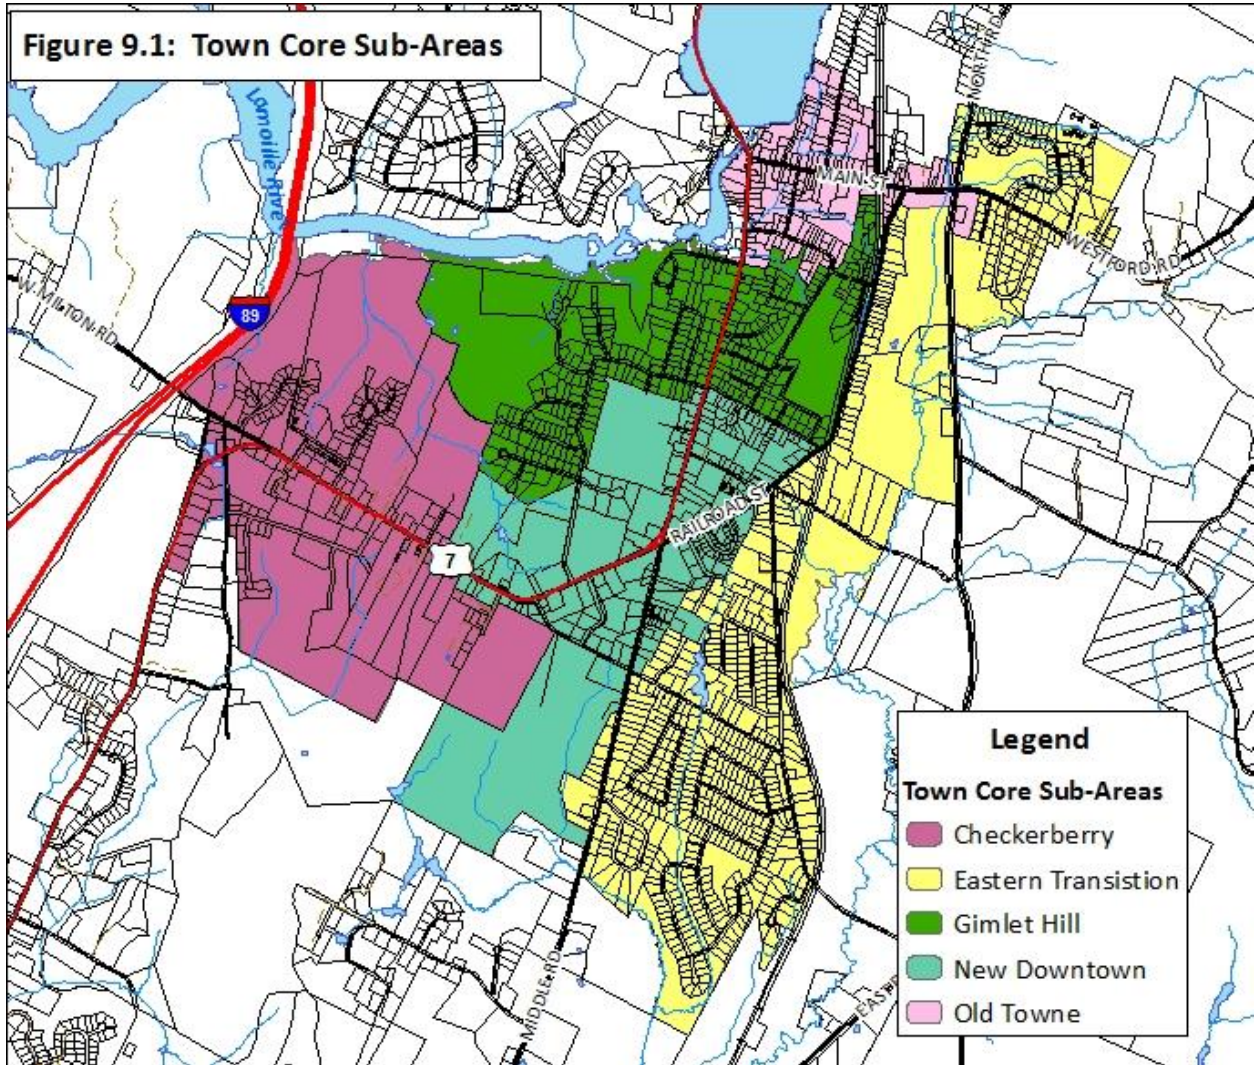 Figure 9.1: Town Core Sub-Areas
Lamoille River
NORTH RD
MAIN ST
WESTFORD RD
W. MILTON RD
89
RAILROAD ST
7
MIDDLE RD
Legend
Town Core Sub-Areas
Checkerberry
Eastern Transistion
Gimlet Hill
New Downtown
Old Towne